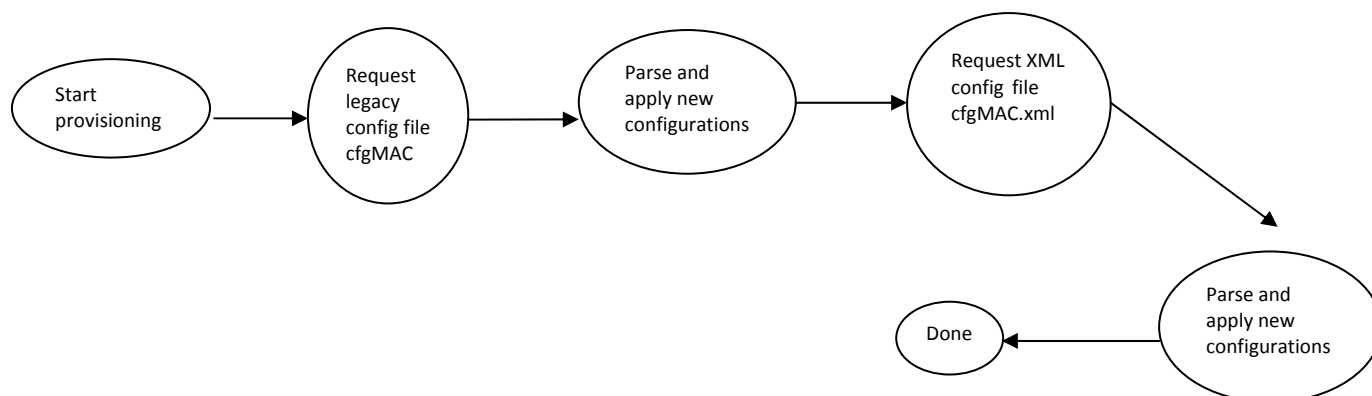 Start
provisioning
Request
legacy
config file
cfgMAC
Parse and
apply new
configurations
Request XML
config file
cfgMAC.xml
Parse and
apply new
configurations
Done